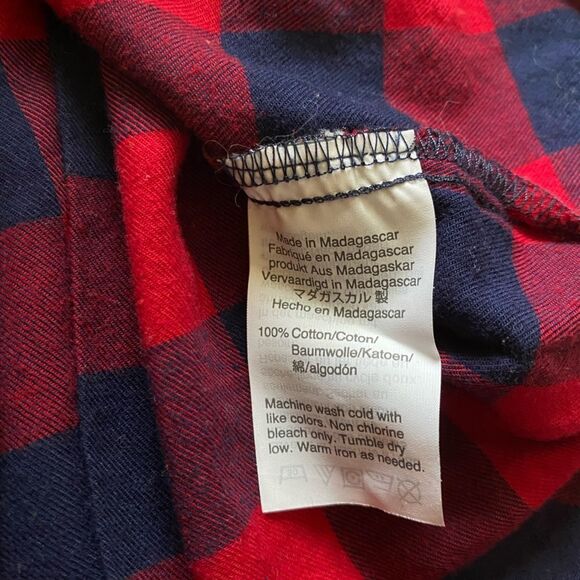 Made in Madagascar
Fabriqué en Madagascar
produkt Aus Madagaskar
Vervaardigd in Madagascar
マダガスカル 製
Hecho en Madagascar
100% Cotton/Coton/
Baumwolle/Katoen/
綿/algodón
Machine wash cold with
like colors. Non chlorine
bleach only. Tumble dry
low. Warm iron as needed.